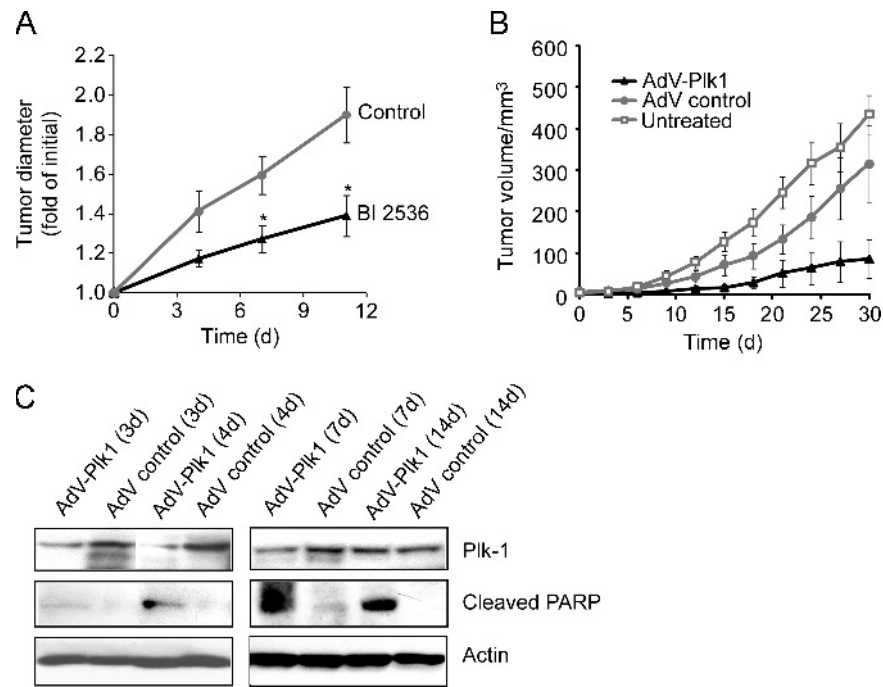 A
Tumor diameter
(fold of initial)
2.2
2.0
1.8
1.6
1.4
1.2
1.0
Control
*
*
BI 2536
0
3
6
9
12
Time (d)
B
Tumor volume/mm3
600
500
400
300
200
100
0
AdV-Plk1
AdV control
Untreated
0
5
10
15
20
25
30
Time (d)
C
AdV-Plk1 (3d)
AdV control (3d)
AdV-Plk1 (4d)
AdV control (4d)
AdV-Plk1 (7d)
AdV control (7d)
AdV-Plk1 (14d)
AdV control (14d)
Plk-1
Cleaved PARP
Actin